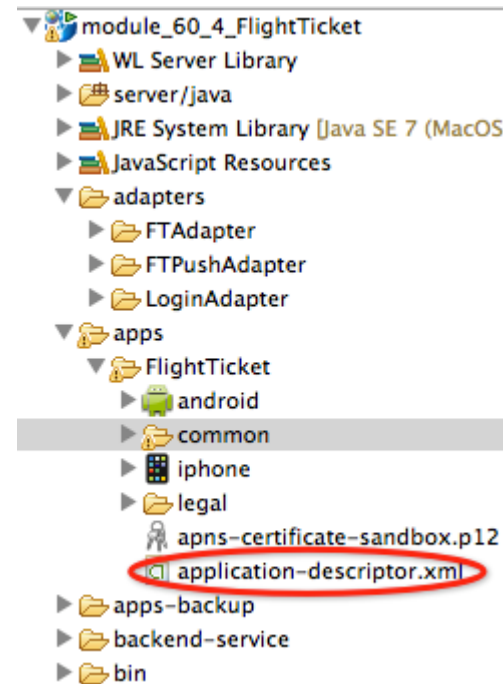 module_60_4_FlightTicket
WL Server Library
server/java
JRE System Library [Java SE 7 (MacOS
JavaScript Resources
adapters
FTAdapter
FTPushAdapter
LoginAdapter
apps
FlightTicket
android
common
iphone
legal
apns-certificate-sandbox.p12
application-descriptor.xml
apps-backup
backend-service
bin